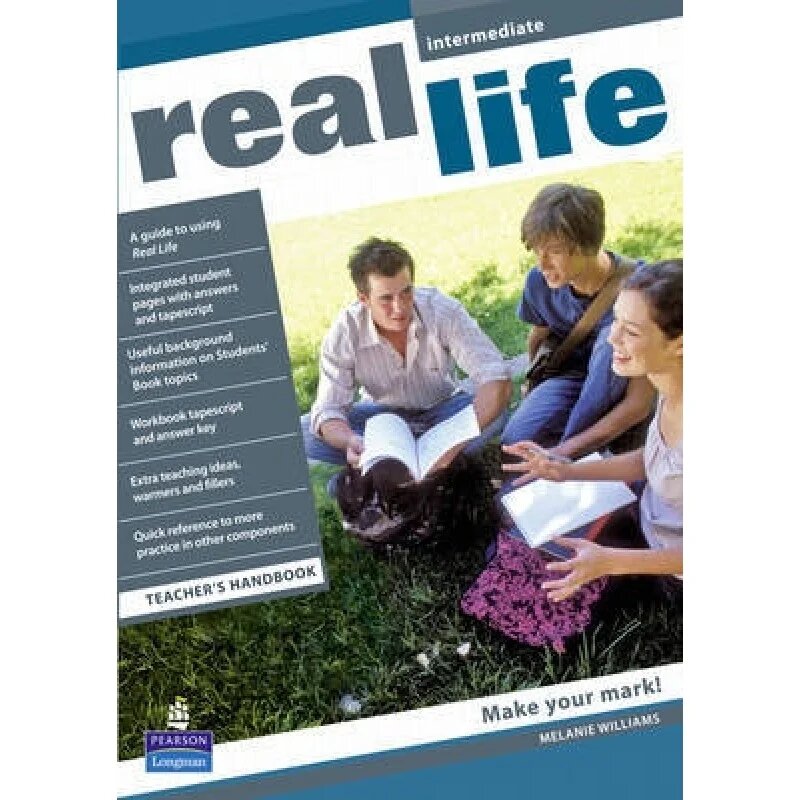 intermediate
real life
A guide to using
Real Life
Integrated student
pages with answers
and tapescript
Useful background
information on Students'
Book topics
Workbook tapescript
and answer key
Extra teaching ideas,
warmers and fillers
Quick reference to more
practice in other components
TEACHER'S HANDBOOK
Make your mark!
MELANIE WILLIAMS
PEARSON
Longman